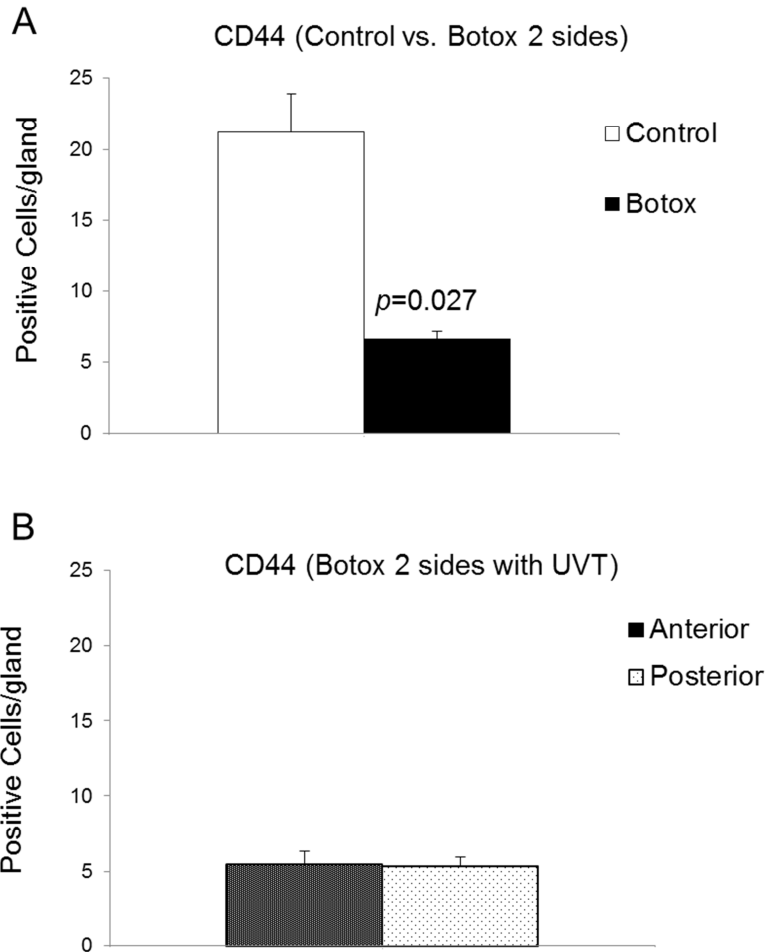 A
CD44 (Control vs. Botox 2 sides)
Positive Cells/gland
25
20
15
10
5
0
Control
Botox
p=0.027
B
CD44 (Botox 2 sides with UVT)
Positive Cells/gland
25
20
15
10
5
0
Anterior
Posterior